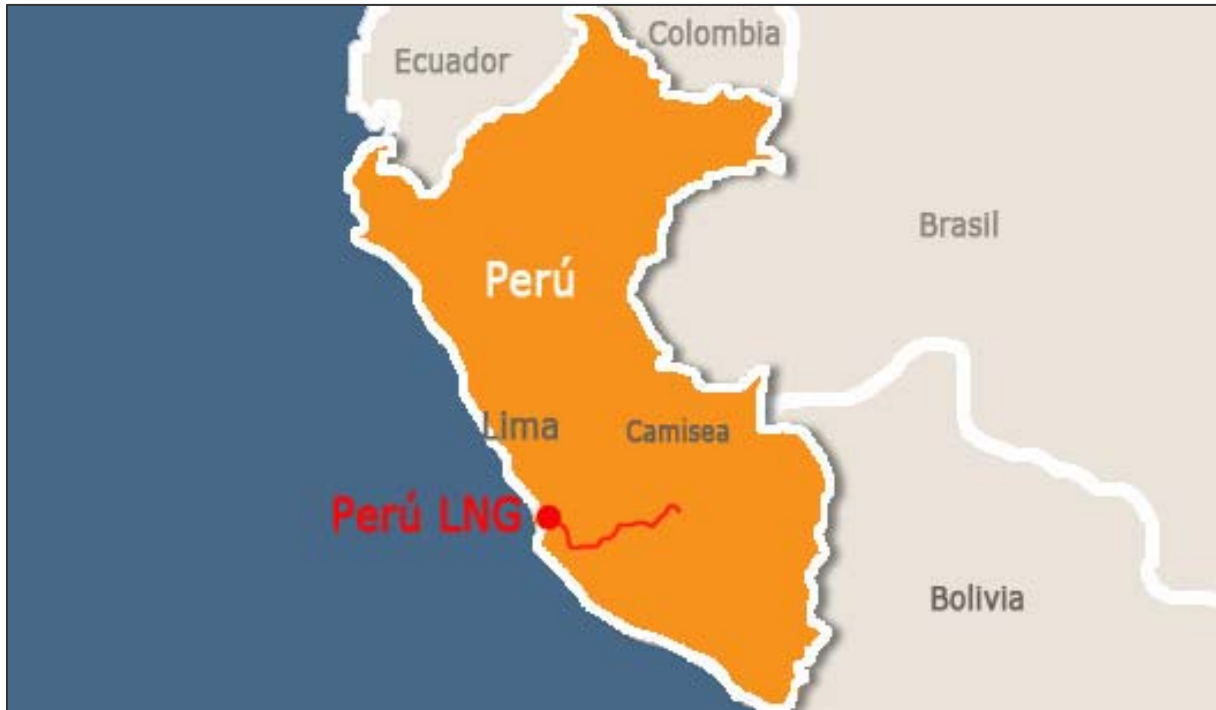 Colombia
Ecuador
Brasil
Perú
Lima
Camisea
Perú LNG
Bolivia